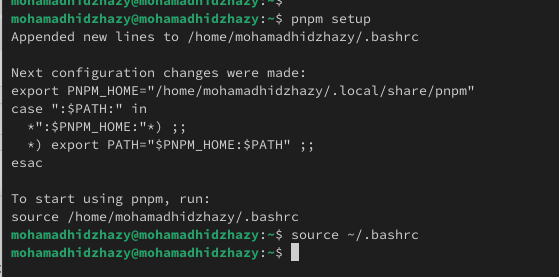 mohamadhidzhazy@mohamadhidzhazy:~$
mohamadhidzhazy@mohamadhidzhazy:~$ pnpm setup
Appended new lines to /home/mohamadhidzhazy/.bashrc

Next configuration changes were made:
export PNPM_HOME="/home/mohamadhidzhazy/.local/share/pnpm"
case ":$PATH:" in
  *":$PNPM_HOME:"*) ;;
  *) export PATH="$PNPM_HOME:$PATH" ;;
esac

To start using pnpm, run:
source /home/mohamadhidzhazy/.bashrc
mohamadhidzhazy@mohamadhidzhazy:~$ source ~/.bashrc
mohamadhidzhazy@mohamadhidzhazy:~$